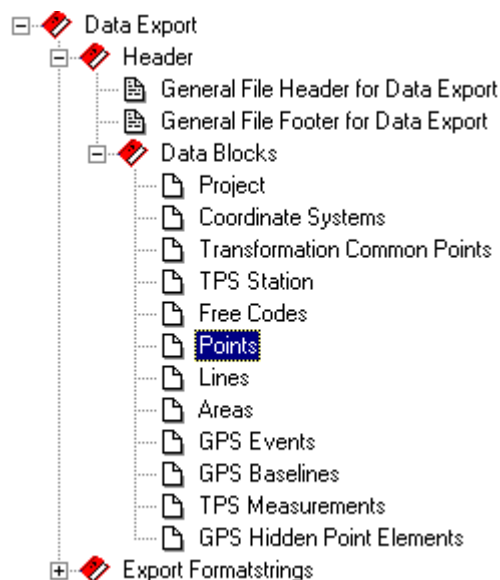 Data Export
Header
General File Header for Data Export
General File Footer for Data Export
Data Blocks
Project
Coordinate Systems
Transformation Common Points
TPS Station
Free Codes
Points
Lines
Areas
GPS Events
GPS Baselines
TPS Measurements
GPS Hidden Point Elements
Export Formatstrings